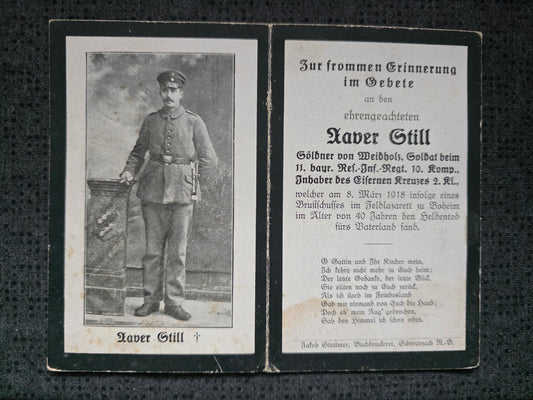 Xaver Still †
Zur frommen Erinnerung
im Gebete
an den
ehrengeachteten
Xaver Still
Söldner von Weidholz, Soldat beim
11. bayr. Res.-Inf.-Regt. 10. Komp.,
Inhaber des Eisernen Kreuzes 2. Kl.,
welcher am 8. März 1918 infolge eines
Brustschusses im Feldlazarett zu Boheim
im Alter von 40 Jahren den Heldentod
fürs Vaterland fand.
O Gattin und Ihr Kinder mein,
Ich kehre nicht mehr zu Euch heim:
Der letzte Gedanke, der letzte Blick,
Sie eilten noch zu Euch zurück.
Als ich starb im Feindesland
Gab mir niemand von Euch die Hand;
Doch eh' mein Aug' gebrochen,
Gab den Himmel ich schon offen.
Jakob Buchdruckerei, Schwarzach N.-B.